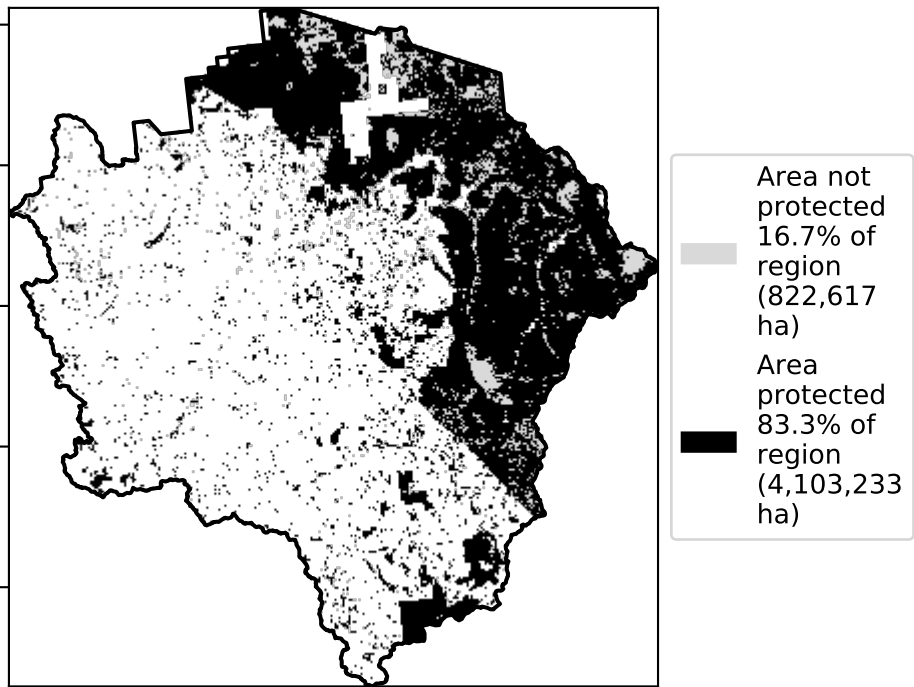 Area not
protected
16.7% of
region
(822,617
ha)
Area
protected
83.3% of
region
(4,103,233
ha)